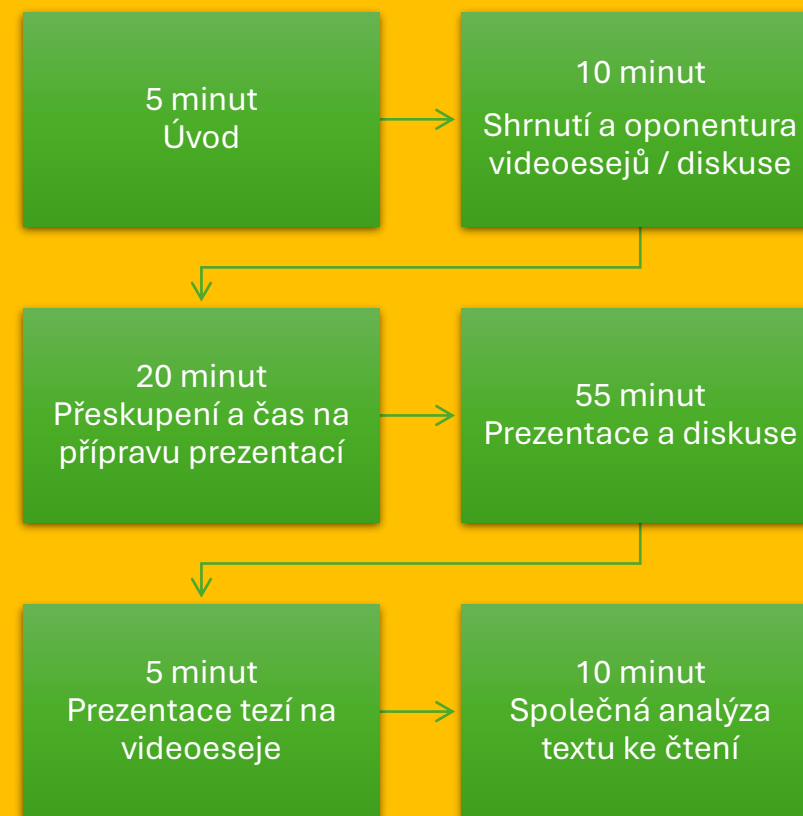 5 minut
Úvod
10 minut
Shrnutí a oponentura
videoesejů / diskuse
20 minut
Přeskupení a čas na
přípravu prezentací
55 minut
Prezentace a diskuse
5 minut
Prezentace tezí na
videoeseje
10 minut
Společná analýza
textu ke čtení